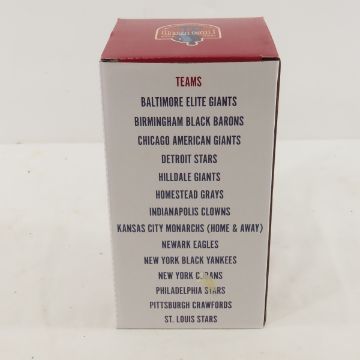 TEAMS
BALTIMORE ELITE GIANTS
BIRMINGHAM BLACK BARONS
CHICAGO AMERICAN GIANTS
DETROIT STARS
HILLDALE GIANTS
HOMESTEAD GRAYS
INDIANAPOLIS CLOWNS
KANSAS CITY MONARCHS (HOME & AWAY)
NEWARK EAGLES
NEW YORK BLACK YANKEES
NEW YORK CUBANS
PHILADELPHIA STARS
PITTSBURGH CRAWFORDS
ST. LOUIS STARS